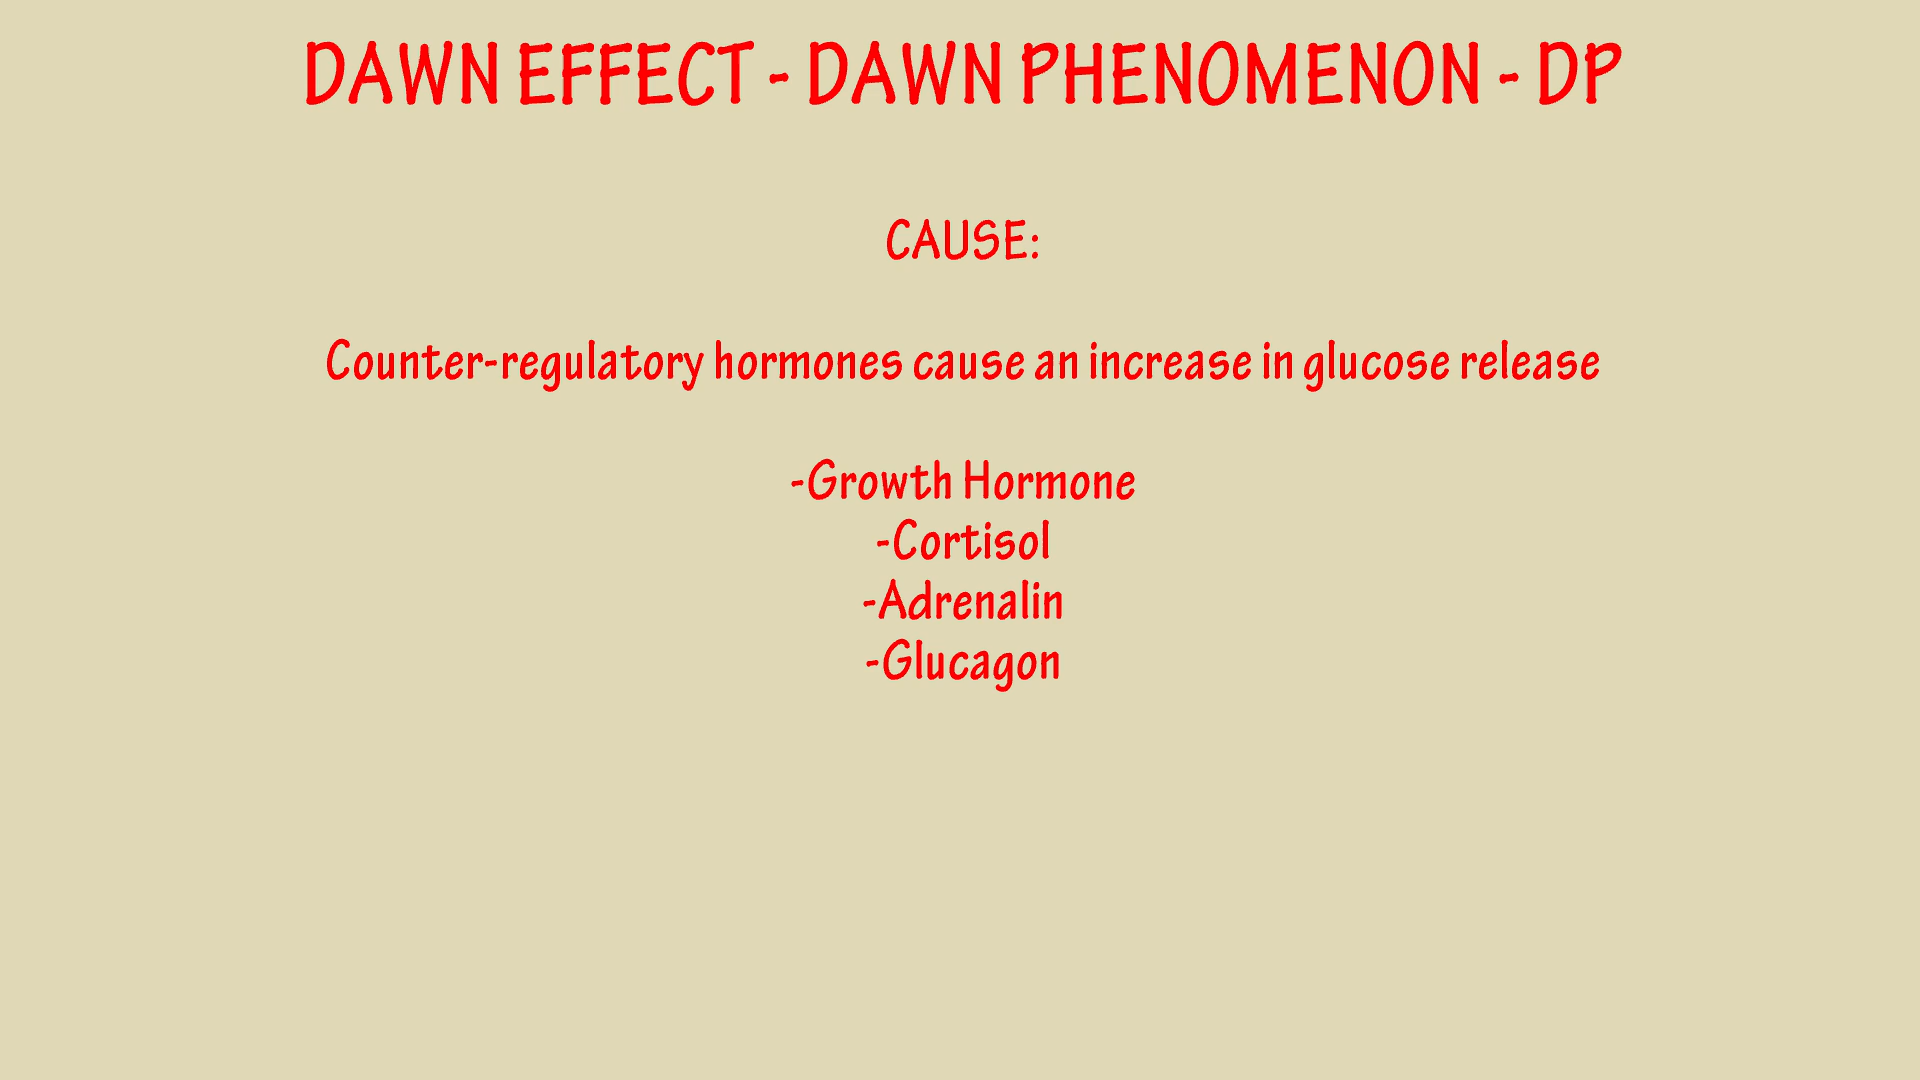 DAWN EFFECT - DAWN PHENOMENON - DP
CAUSE:
Counter-regulatory hormones cause an increase in glucose release
-Growth Hormone
-Cortisol
-Adrenalin
-Glucagon